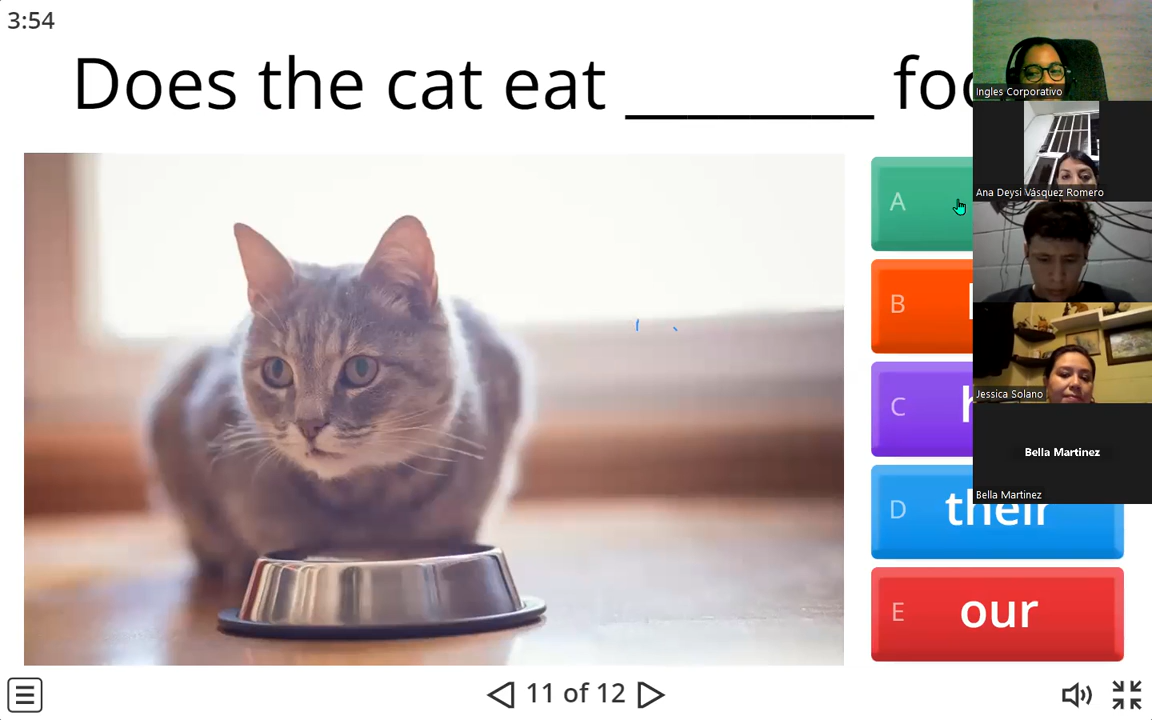 3:54
Does the cat eat ________
Ingles Corporativo
Ana Deysi Vásquez Romero
A
B
C
Jessica Solano
Bella Martinez
Bella Martinez
D their
E our
11 of 12